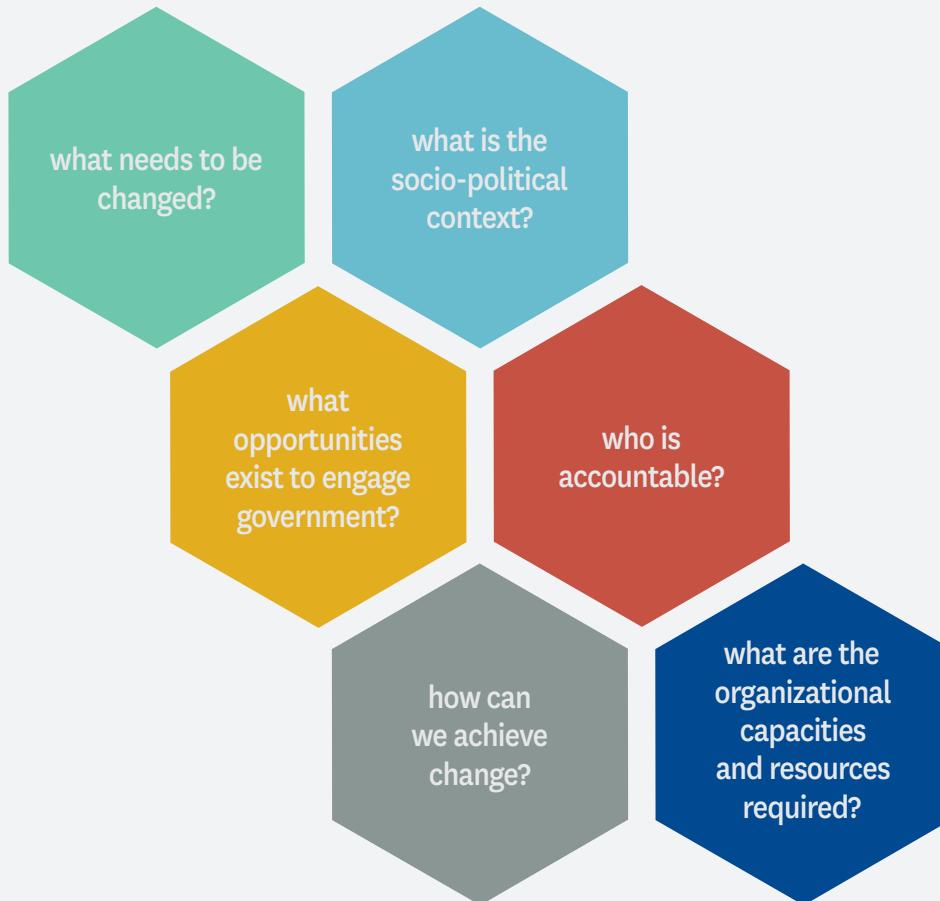 what needs to be
changed?
what is the
socio-political
context?
what
opportunities
exist to engage
government?
who is
accountable?
how can
we achieve
change?
what are the
organizational
capacities
and resources
required?